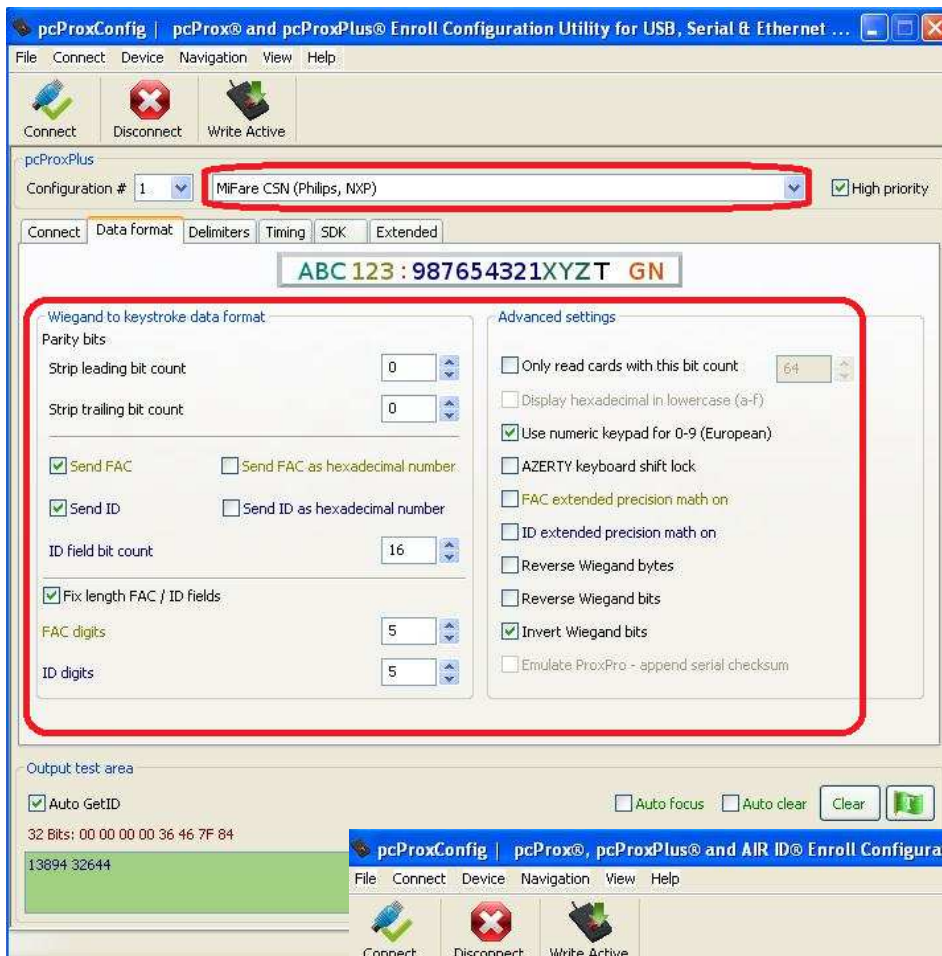 pcProxConfig | pcProx® and pcProxPlus® Enroll Configuration Utility for USB, Serial & Ethernet ...
File Connect Device Navigation View Help
Connect Disconnect Write Active
pcProxPlus
Configuration # 1 MiFare CSN (Philips, NXP) High priority
Connect Data format Delimiters Timing SDK Extended
ABC 123 : 987654321XYZT GN
Wiegand to keystroke data format
Parity bits
Strip leading bit count 0
Strip trailing bit count 0
Send FAC Send FAC as hexadecimal number
Send ID Send ID as hexadecimal number
ID field bit count 16
Fix length FAC / ID fields
FAC digits 5
ID digits 5
Advanced settings
Only read cards with this bit count 64
Display hexadecimal in lowercase (a-f)
Use numeric keypad for 0-9 (European)
AZERTY keyboard shift lock
FAC extended precision math on
ID extended precision math on
Reverse Wiegand bytes
Reverse Wiegand bits
Invert Wiegand bits
Emulate ProxPro - append serial checksum
Output test area
Auto GetID Auto focus Auto clear Clear
32 Bits: 00 00 00 00 36 46 7F 84
13894 32644
pcProxConfig | pcProx®, pcProxPlus® and AIR ID® Enroll Configura
File Connect Device Navigation View Help
Connect Disconnect Write Active